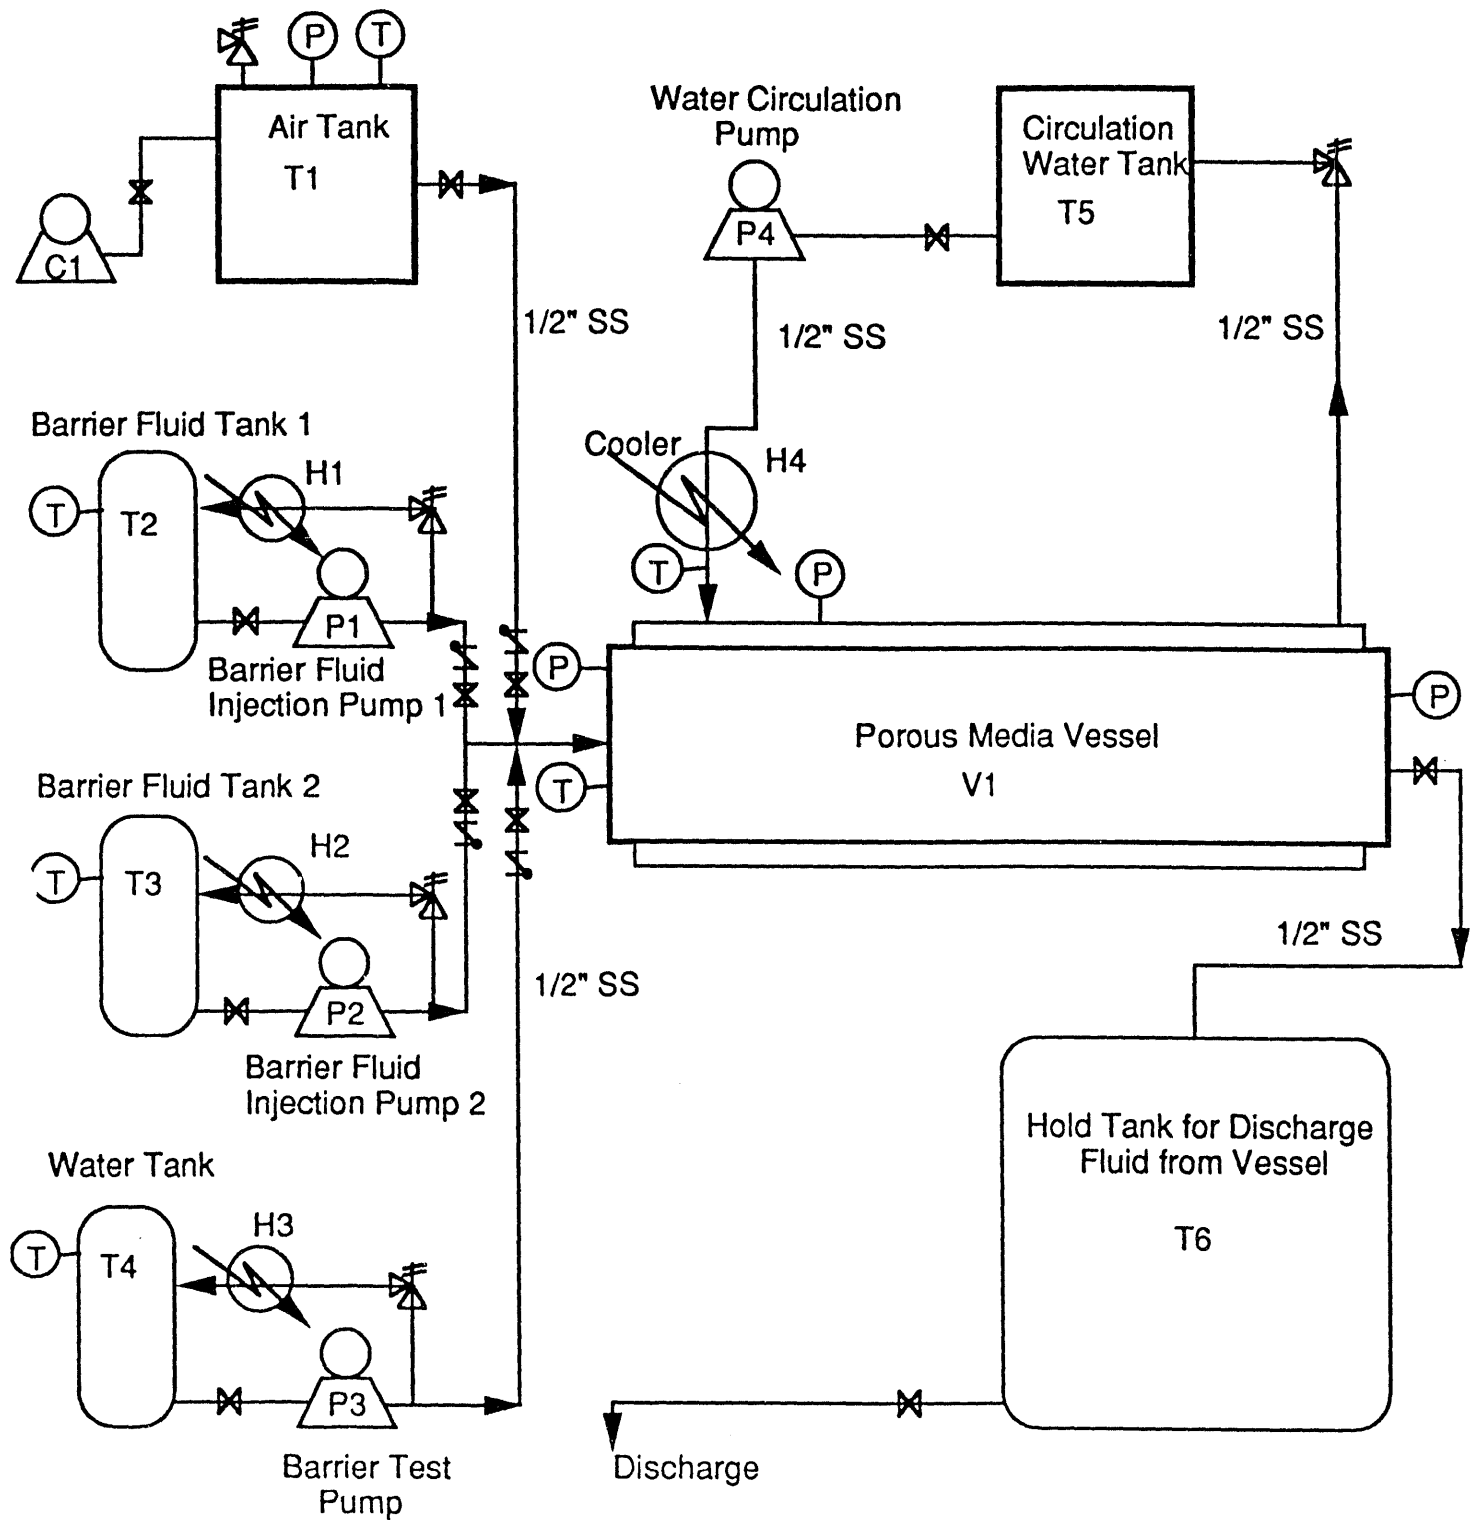 P
T
Air Tank
T1
C1
1/2" SS
Water Circulation
Pump
P4
Circulation
Water Tank
T5
1/2" SS
1/2" SS
Barrier Fluid Tank 1
T
T2
H1
P1
Barrier Fluid
Injection Pump 1
Cooler
H4
T
P
P
P
Porous Media Vessel
V1
T
Barrier Fluid Tank 2
T
T3
H2
P2
Barrier Fluid
Injection Pump 2
1/2" SS
1/2" SS
Water Tank
T
T4
H3
P3
Barrier Test
Pump
Hold Tank for Discharge
Fluid from Vessel
T6
Discharge